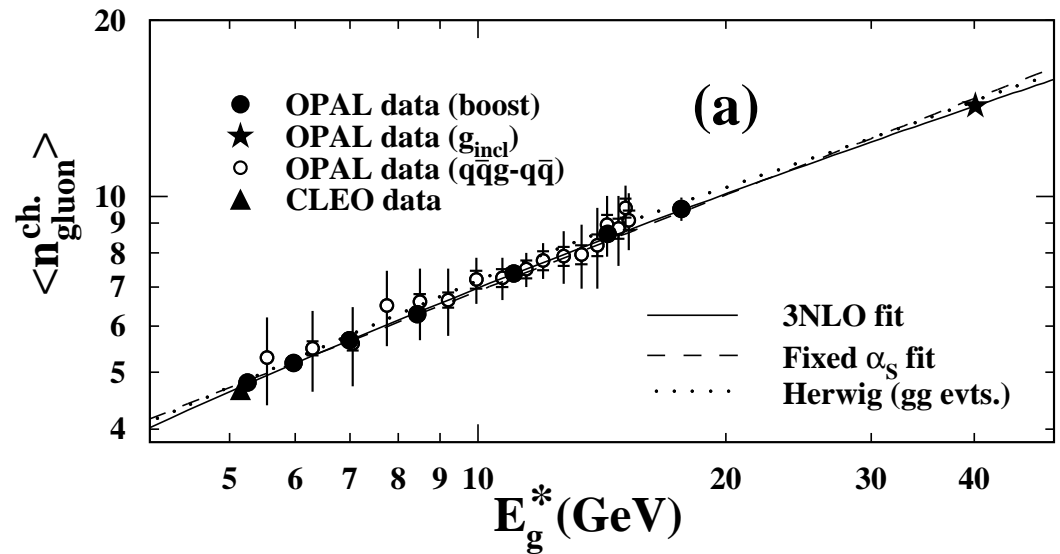 20
(a)
OPAL data (boost)
OPAL data (g_incl)
OPAL data (qq̅g-qq̅)
CLEO data
10
9
8
7
6
5
4
<n^ch._gluon>
3NLO fit
Fixed α_S fit
Herwig (gg evts.)
5 6 7 8 9 10 20 30 40
E_g^* (GeV)